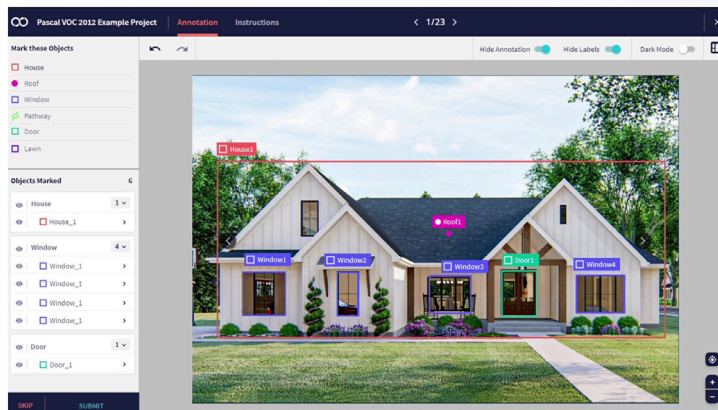 Pascal VOC 2012 Example Project
Annotation
Instructions
1/23
Mark these Objects
House
Roof
Window
Pathway
Door
Lawn
Objects Marked 6
House 1
House_1
Window 4
Window_1
Window_1
Window_1
Window_1
Door 1
Door_1
SKIP
SUBMIT
Hide Annotation
Hide Labels
Dark Mode
House1
Roof1
Window1
Window2
Window3
Door1
Window4